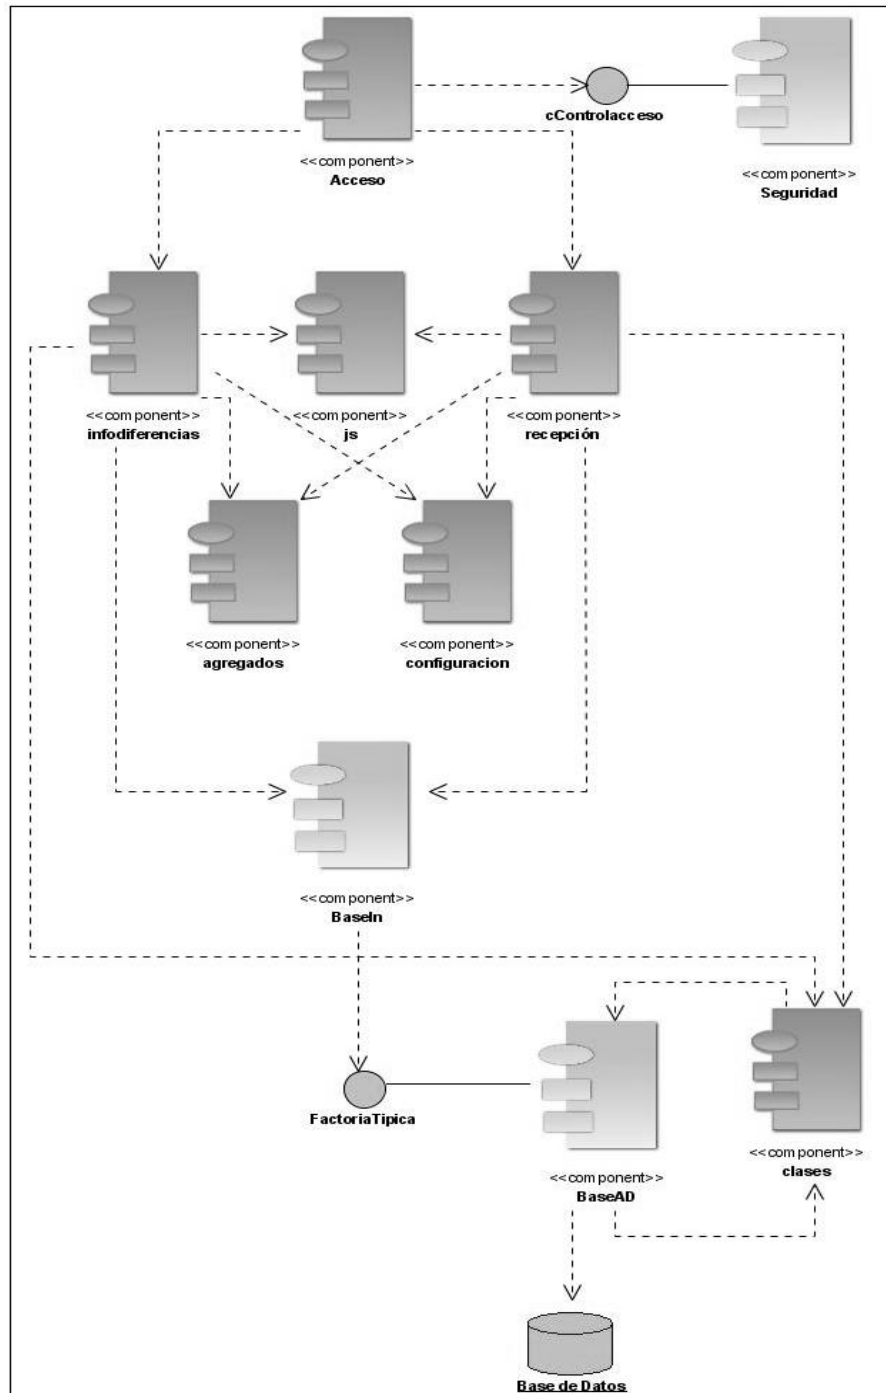 cControlacceso
<<component>>
Acceso
<<component>>
Seguridad
<<component>>
infodiferencias
<<component>>
js
<<component>>
recepción
<<component>>
agregados
<<component>>
configuracion
<<component>>
BaseIn
FactoriaTipica
<<component>>
clases
<<component>>
BaseAD
Base de Datos